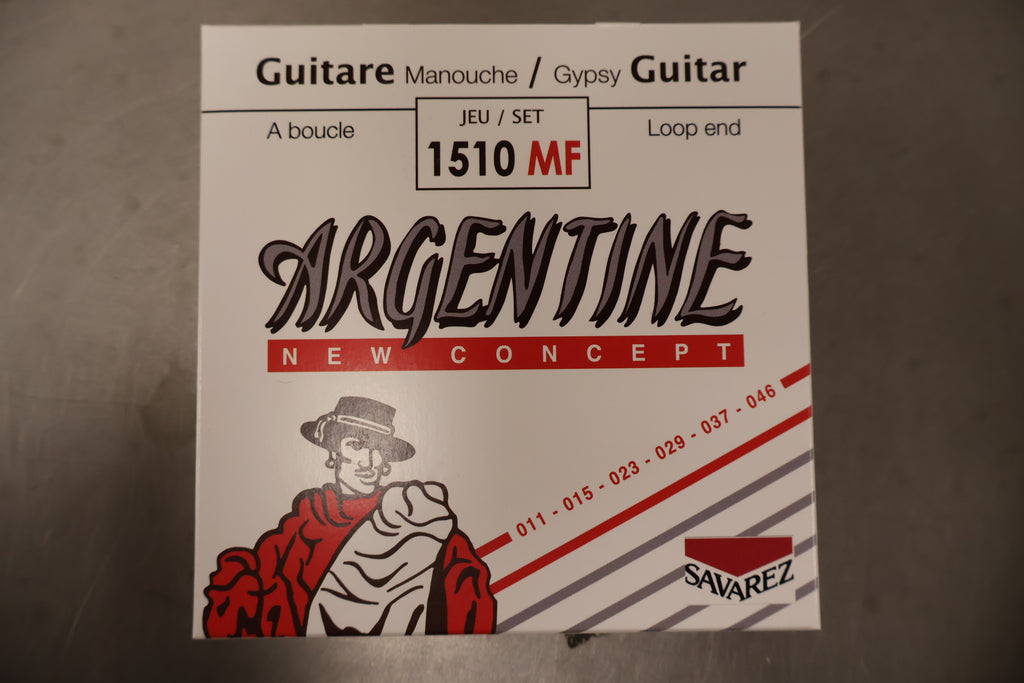 Guitare Manouche / Gypsy Guitar
A boucle
JEU / SET
1510 MF
Loop end
ARGENTINE
NEW CONCEPT
011 - 015 - 023 - 029 - 037 - 046
SAVAREZ